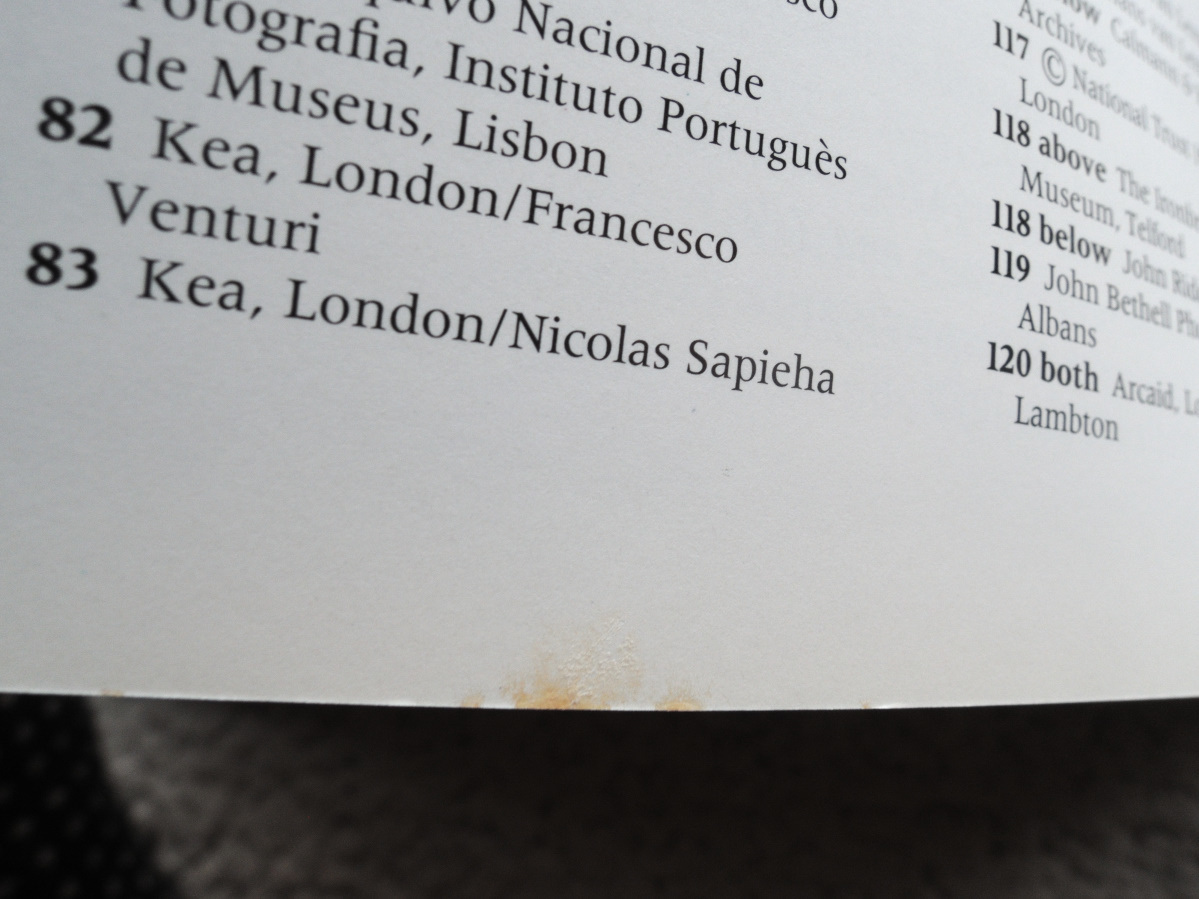 Nacional de
Fotografia, Instituto Portuguès
de Museus, Lisbon
82 Kea, London/Francesco
Venturi
83 Kea, London/Nicolas Sapieha
Archives
117 © National Trust
London
118 above The
Museum, Telford
118 below John
119 John Bethell
Albans
120 both Arcaid,
Lambton